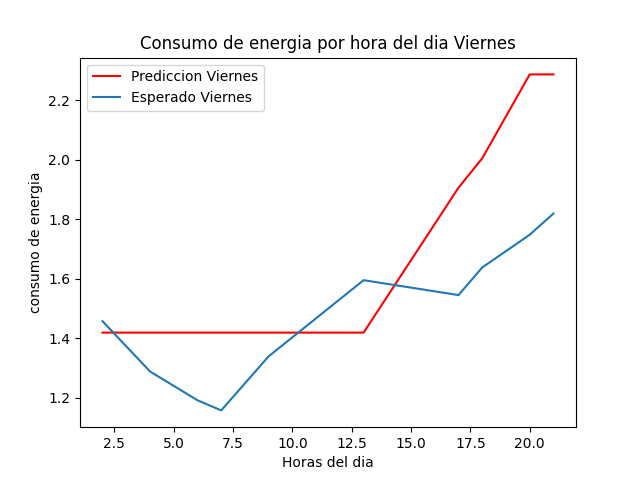 Consumo de energia por hora del dia Viernes
Prediccion Viernes
Esperado Viernes
consumo de energia
2.2
2.0
1.8
1.6
1.4
1.2
2.5 5.0 7.5 10.0 12.5 15.0 17.5 20.0
Horas del dia